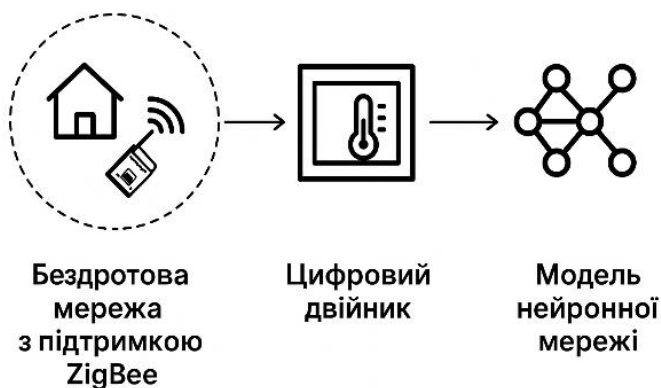 Бездротова
мережа
з підтримкою
ZigBee
Цифровий
двійник
Модель
нейронної
мережі